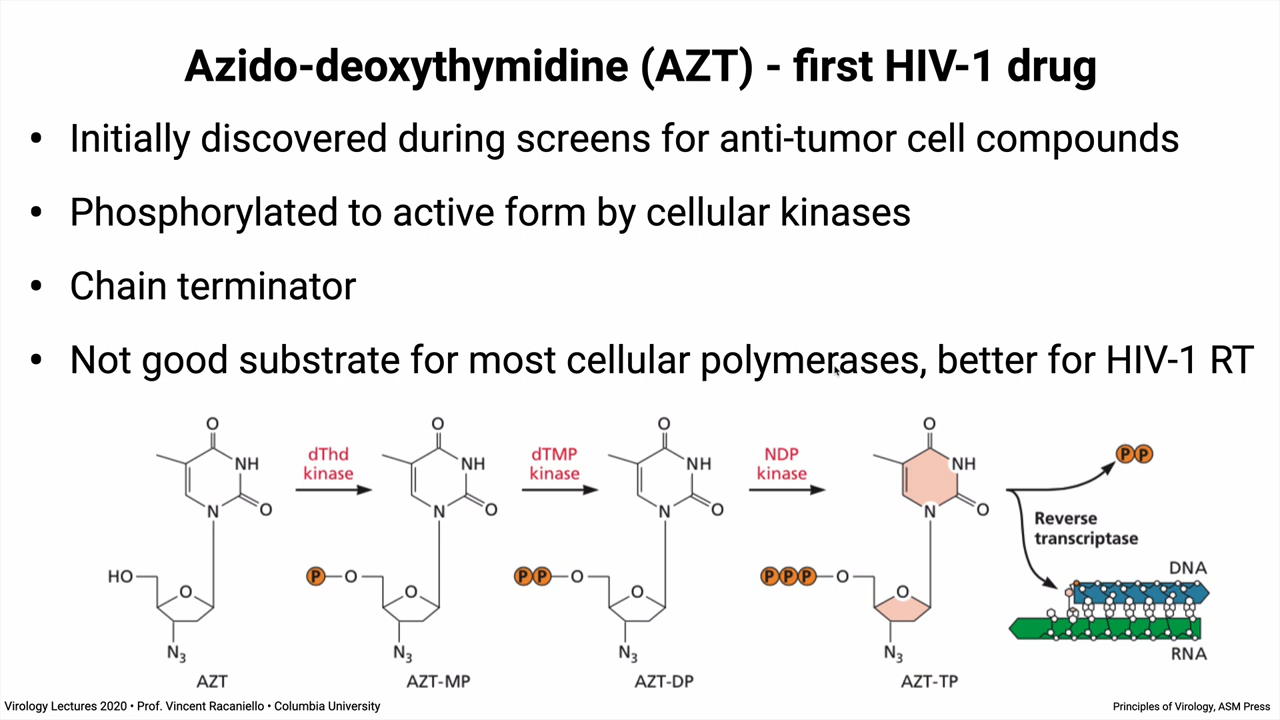 Azido-deoxythymidine (AZT) - first HIV-1 drug
• Initially discovered during screens for anti-tumor cell compounds
• Phosphorylated to active form by cellular kinases
• Chain terminator
• Not good substrate for most cellular polymerases, better for HIV-1 RT
O
NH
N
O
HO
O
N3
AZT
dThd
kinase
O
NH
N
O
P
O
O
N3
AZT-MP
dTMP
kinase
O
NH
N
O
PP
O
O
N3
AZT-DP
NDP
kinase
O
NH
N
O
PPP
O
O
N3
AZT-TP
PP
Reverse
transcriptase
DNA
RNA
Virology Lectures 2020 • Prof. Vincent Racaniello • Columbia University
Principles of Virology, ASM Press